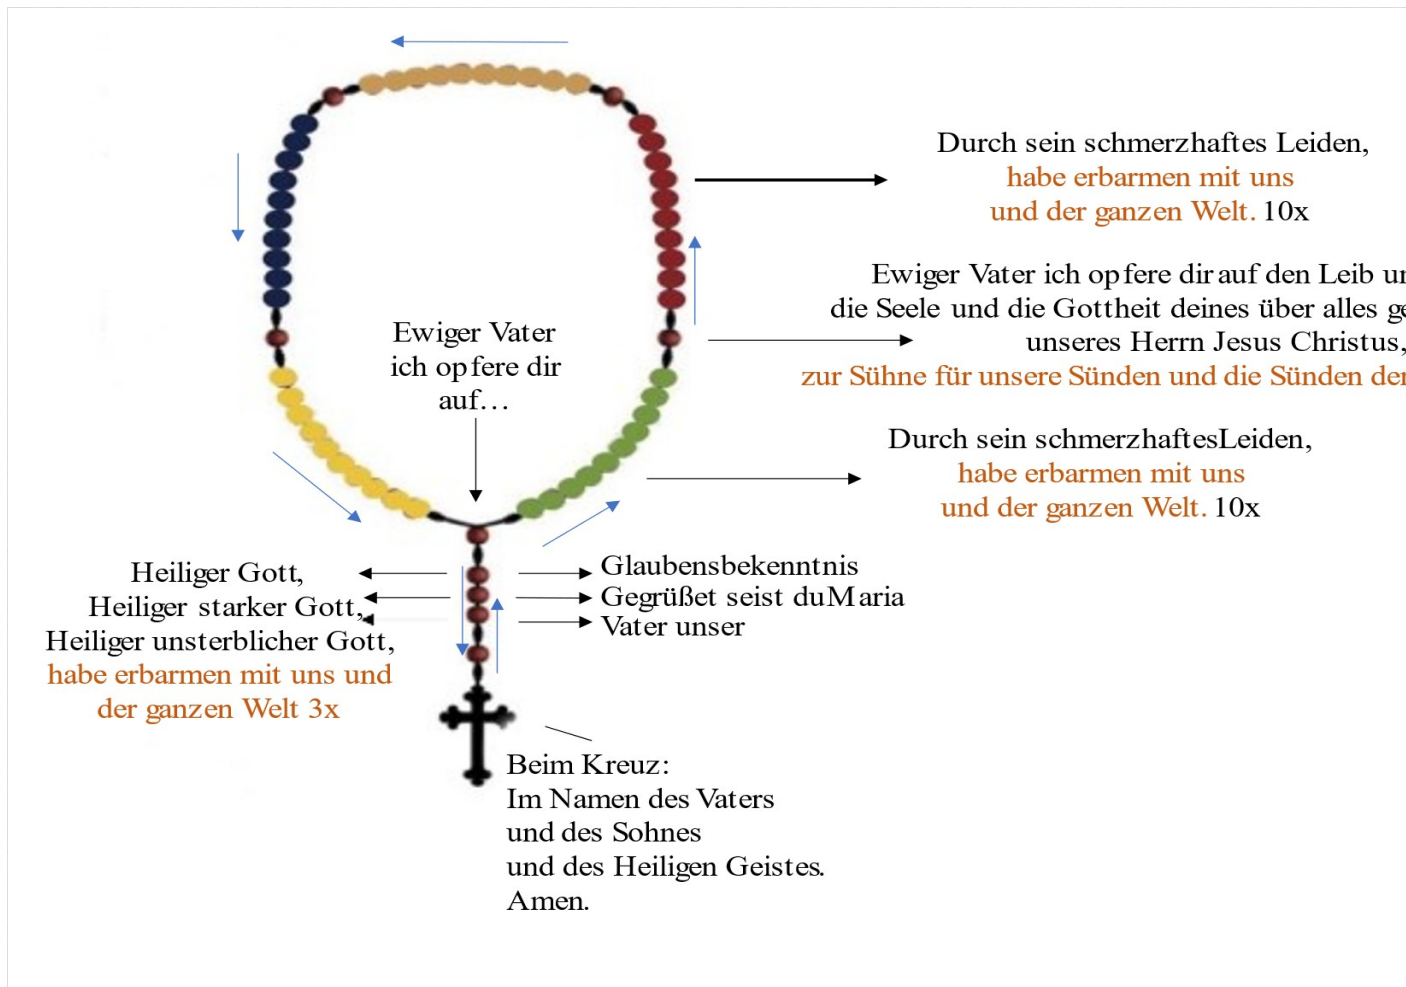 Durch sein schmerzhaftes Leiden,
habe erbarmen mit uns
und der ganzen Welt. 10x
Ewiger Vater ich opfere dir auf den Leib
die Seele und die Gottheit deines über alles
unseres Herrn Jesus Christus,
zur Sühne für unsere Sünden und die Sünden der
Ewiger Vater
ich opfere dir
auf…
Durch sein schmerzhaftesLeiden,
habe erbarmen mit uns
und der ganzen Welt. 10x
Heiliger Gott,
Heiliger starker Gott,
Heiliger unsterblicher Gott,
habe erbarmen mit uns und
der ganzen Welt 3x
Glaubensbekenntnis
Gegrüßet seist duMaria
Vater unser
Beim Kreuz:
Im Namen des Vaters
und des Sohnes
und des Heiligen Geistes.
Amen.